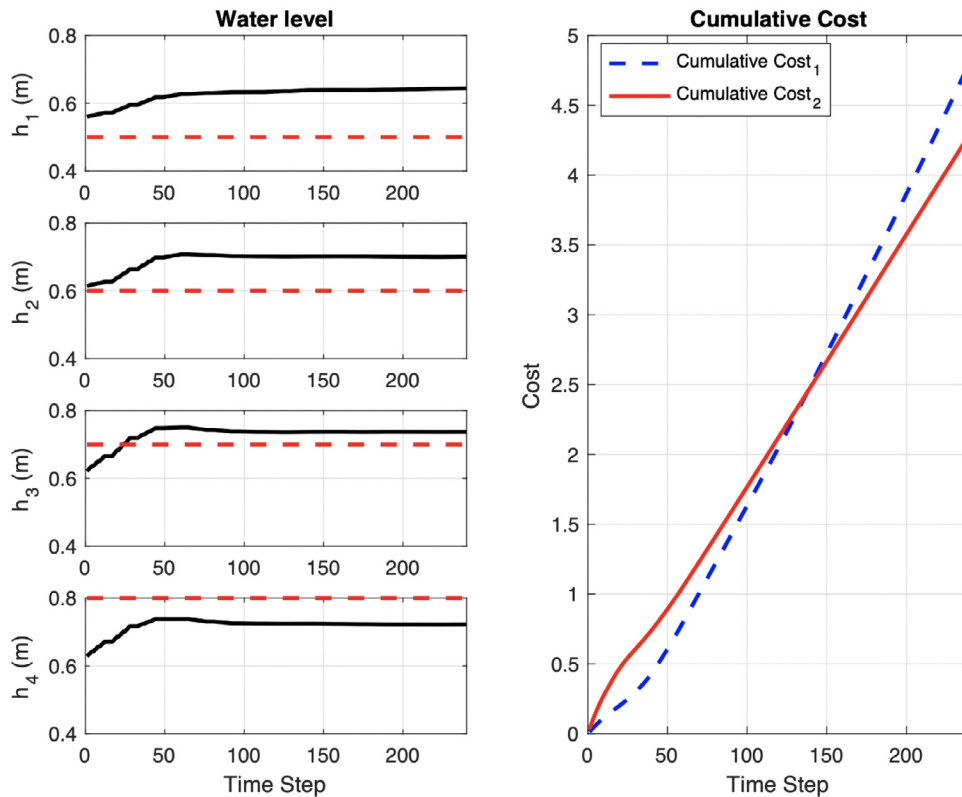 Water level
0.8
0.6
0.4
h1 (m)
0 50 100 150 200
0.8
0.6
0.4
h2 (m)
0 50 100 150 200
0.8
0.6
0.4
h3 (m)
0 50 100 150 200
0.8
0.6
0.4
h4 (m)
0 50 100 150 200
Time Step
Cumulative Cost
Cumulative Cost1
Cumulative Cost2
5
4.5
4
3.5
3
2.5
2
1.5
1
0.5
0
Cost
0 50 100 150 200
Time Step